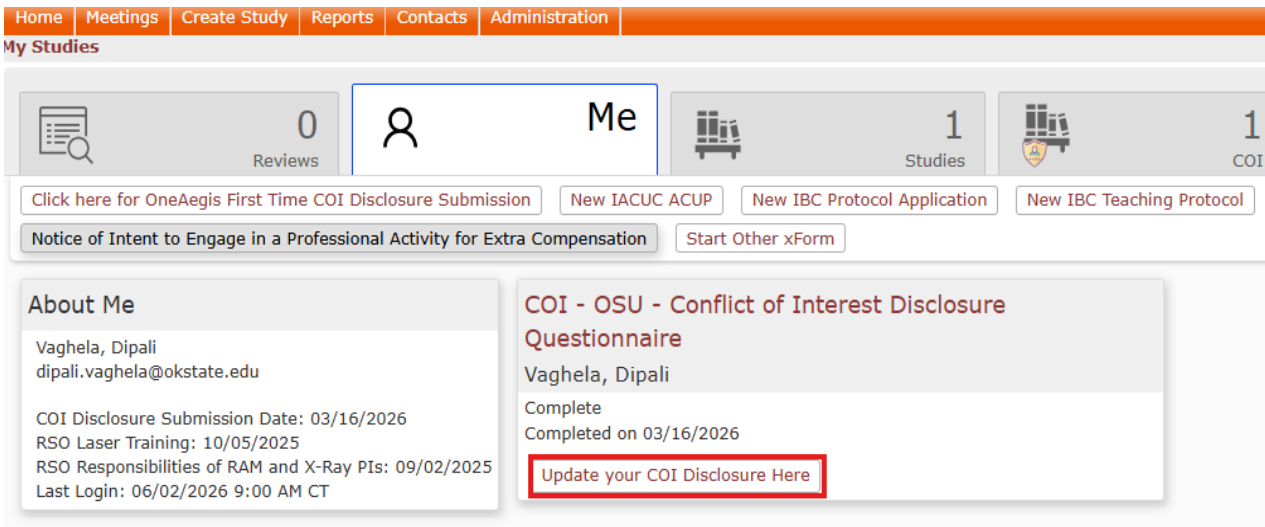 Home Meetings Create Study Reports Contacts Administration
My Studies
0
Reviews
Me
1
Studies
1
COI
Click here for OneAegis First Time COI Disclosure Submission New IACUC ACUP New IBC Protocol Application New IBC Teaching Protocol
Notice of Intent to Engage in a Professional Activity for Extra Compensation Start Other xForm
About Me
Vaghela, Dipali
dipali.vaghela@okstate.edu
COI Disclosure Submission Date: 03/16/2026
RSO Laser Training: 10/05/2025
RSO Responsibilities of RAM and X-Ray PIs: 09/02/2025
Last Login: 06/02/2026 9:00 AM CT
COI - OSU - Conflict of Interest Disclosure
Questionnaire
Vaghela, Dipali
Complete
Completed on 03/16/2026
Update your COI Disclosure Here